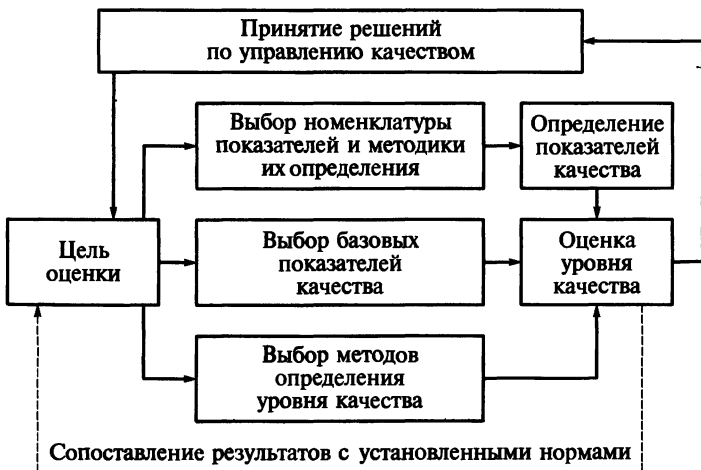 Принятие решений
по управлению качеством
Выбор номенклатуры
показателей и методики
их определения
Определение
показателей
качества
Цель
оценки
Выбор базовых
показателей
качества
Оценка
уровня
качества
Выбор методов
определения
уровня качества
Сопоставление результатов с установленными нормами